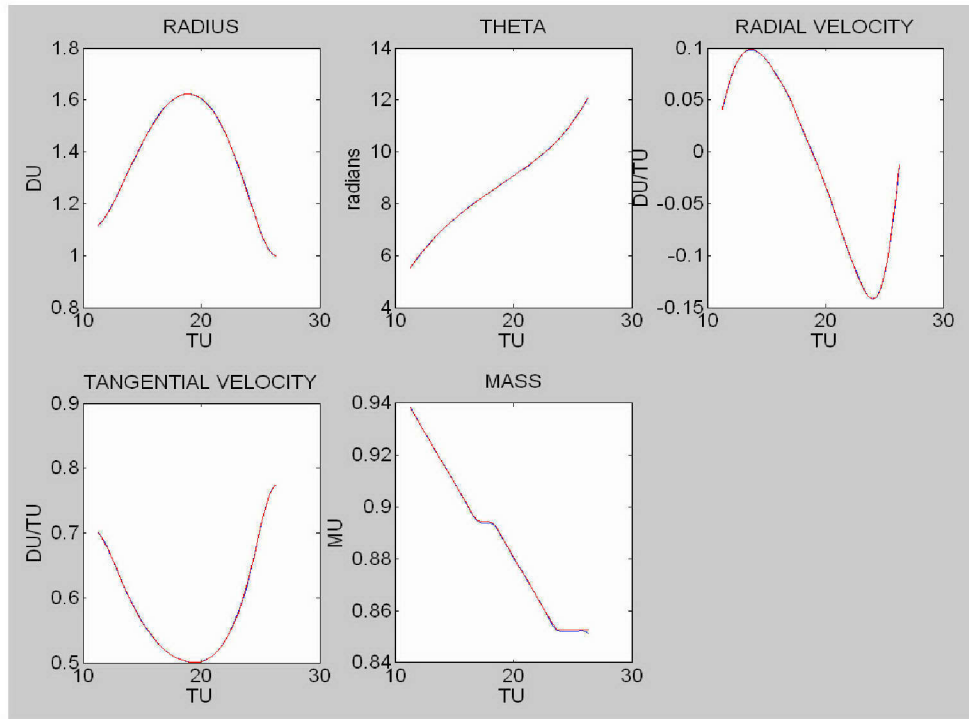 RADIUS
1.8
1.6
1.4
1.2
1
0.8
DU
10
20
30
TU
THETA
14
12
10
8
6
4
radians
10
20
30
TU
RADIAL VELOCITY
0.1
0.05
0
-0.05
-0.1
-0.15
DU/TU
10
20
30
TU
TANGENTIAL VELOCITY
0.9
0.8
0.7
0.6
0.5
DU/TU
10
20
30
TU
MASS
0.94
0.92
0.9
0.88
0.86
0.84
MU
10
20
30
TU